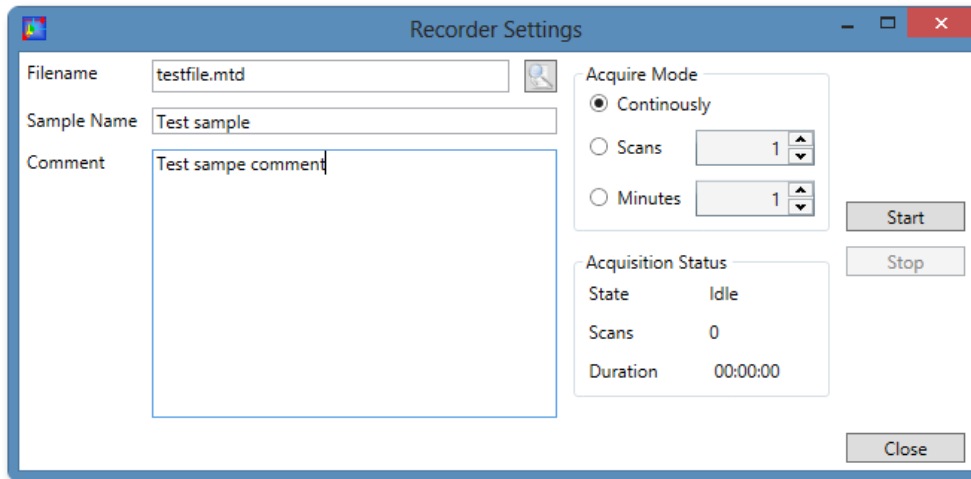 Recorder Settings
Filename testfile.mtd
Sample Name Test sample
Comment Test sampe comment
Acquire Mode
Continously
Scans 1
Minutes 1
Acquisition Status
State Idle
Scans 0
Duration 00:00:00
Start
Stop
Close